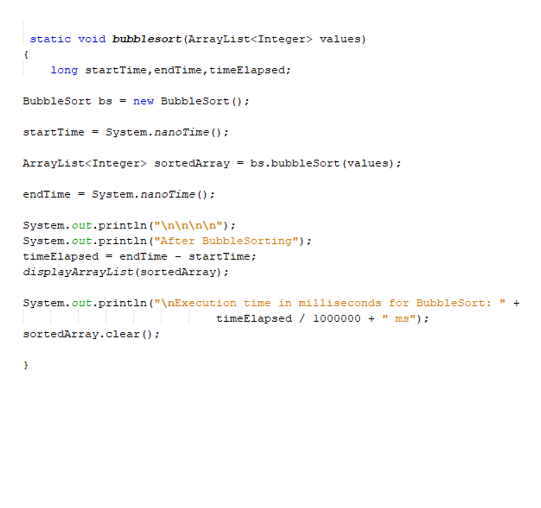 static void bubblesort(ArrayList<Integer> values)
{
long startTime,endTime,timeElapsed;
BubbleSort bs = new BubbleSort();
startTime = System.nanoTime();
ArrayList<Integer> sortedArray = bs.bubbleSort(values);
endTime = System.nanoTime();
System.out.println("\n\n\n\n");
System.out.println("After BubbleSorting");
timeElapsed = endTime - startTime;
displayArrayList(sortedArray);
System.out.println("\nExecution time in milliseconds for BubbleSort: " +
timeElapsed / 1000000 + " ms");
sortedArray.clear();
}